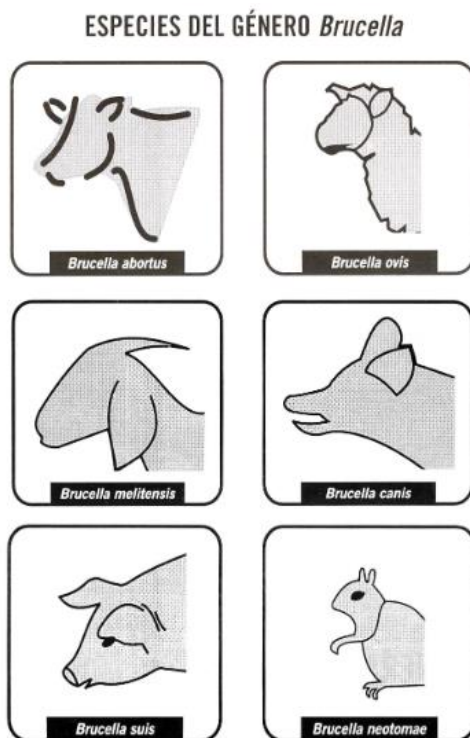 ESPECIES DEL GÉNERO Brucella
Brucella abortus
Brucella ovis
Brucella melitensis
Brucella canis
Brucella suis
Brucella neotomae